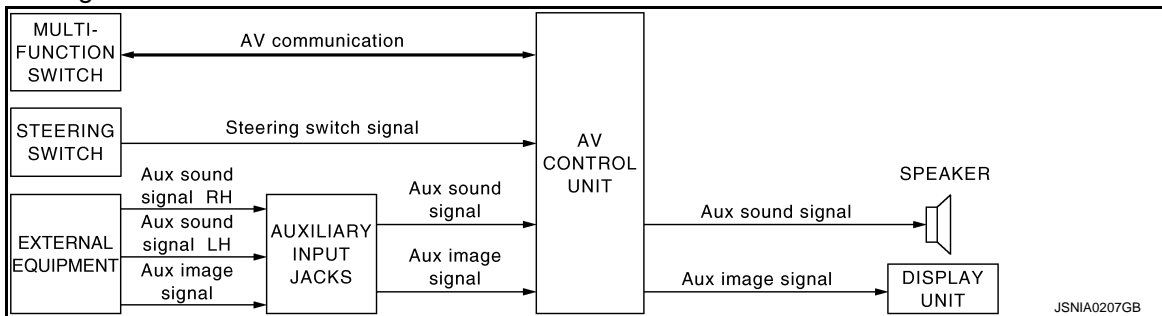 MULTI-
FUNCTION
SWITCH
AV communication
STEERING
SWITCH
Steering switch signal
EXTERNAL
EQUIPMENT
Aux sound
signal RH
Aux sound
signal LH
Aux image
signal
AUXILIARY
INPUT
JACKS
Aux sound
signal
Aux image
signal
AV
CONTROL
UNIT
SPEAKER
Aux sound signal
Aux image signal
DISPLAY
UNIT
JSNIA0207GB